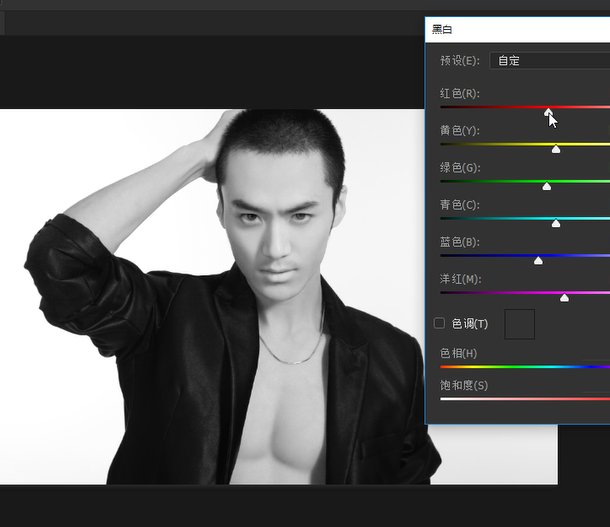 黑白
预设(E): 自定
红色(R):
黄色(Y):
绿色(G):
青色(C):
蓝色(B):
洋红(M):
色调(T)
色相(H)
饱和度(S)